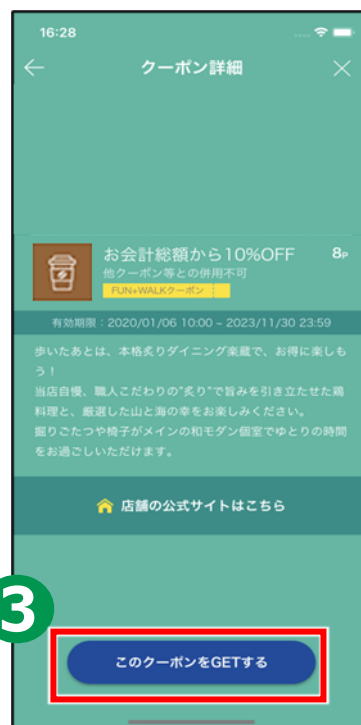 16:28
クーポン詳細
お会計総額から10%OFF 8P
他クーポン等との併用不可
FUN+WALKクーポン
有効期限：2020/01/06 10:00 ~ 2023/11/30 23:59
歩いたあとは、本格炙りダイニング楽蔵で、お得に楽しも
う！
当店自慢、職人こだわりの"炙り"で旨みを引き立たせた鶏
料理と、厳選した山と海の幸をお楽しみください。
掘りごたつや椅子がメインの和モダン個室でゆとりの時間
をお過ごしいただけます。
店舗の公式サイトはこちら
3
このクーポンをGETする